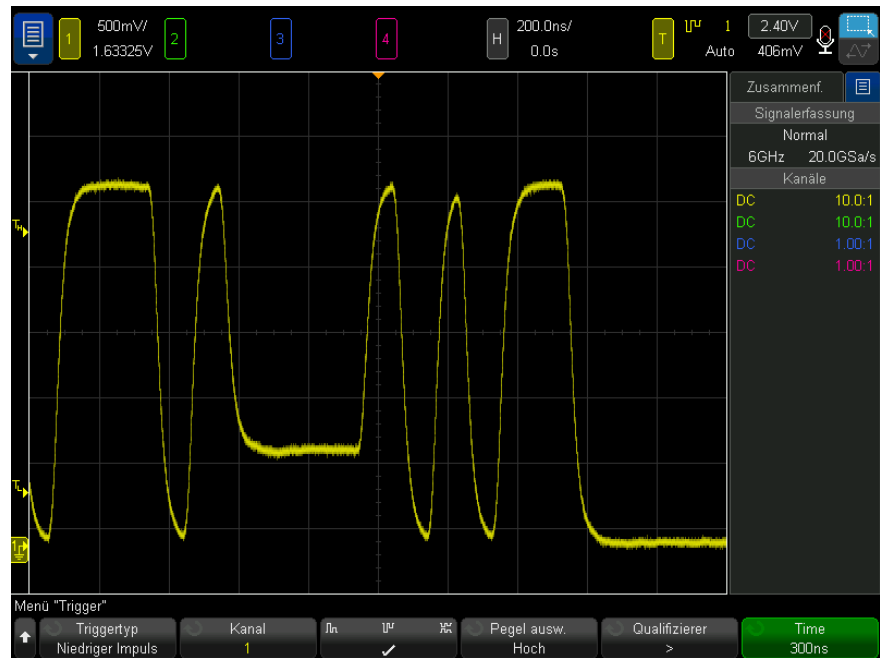 1 500mV/ 2 3 4 H 200.0ns/ T 1 2.40V
1.63325V 0.0s Auto 406mV
Zusammenf.
Signalerfassung
Normal
6GHz 20.0GSa/s
Kanäle
DC 10.0:1
DC 10.0:1
DC 1.00:1
DC 1.00:1
TH
TL
1
Menü "Trigger"
Triggertyp Kanal Pegel ausw. Qualifizierer Time
Niedriger Impuls 1 Hoch > 300ns